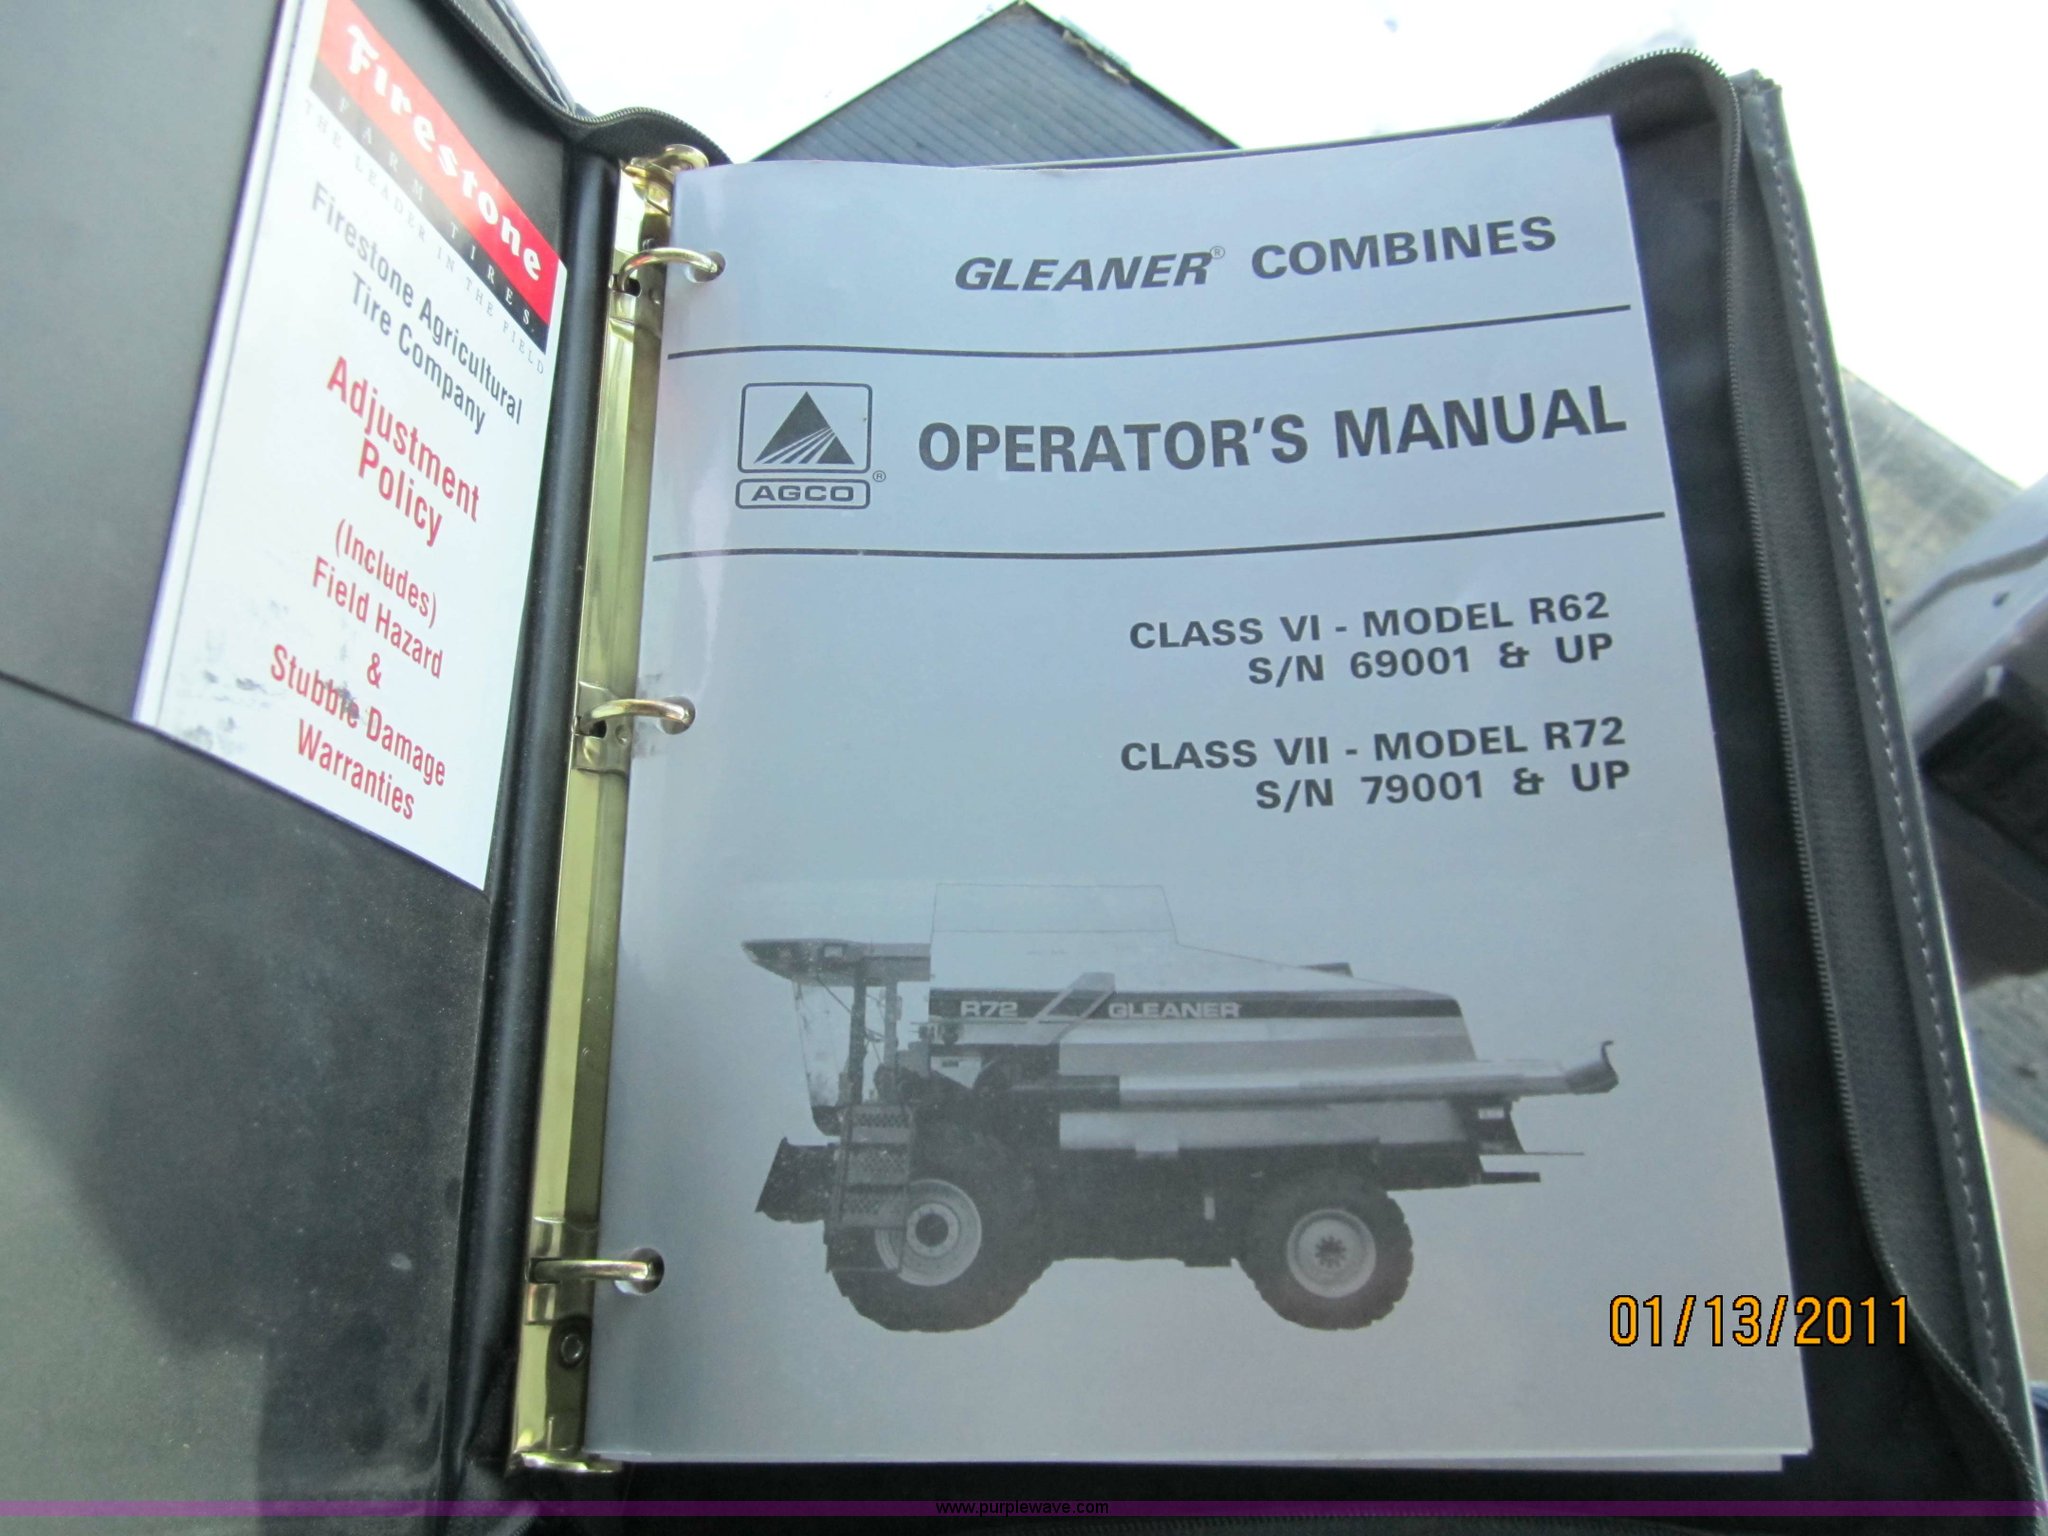 Firestone
FARM TIRES.
THE LEADER IN THE FIELD
Firestone Agricultural
Tire Company
Adjustment
Policy
(Includes)
Field Hazard
&
Stubble Damage
Warranties
GLEANER® COMBINES
AGCO®
OPERATOR'S MANUAL
CLASS VI - MODEL R62
S/N 69001 & UP
CLASS VII - MODEL R72
S/N 79001 & UP
R72 GLEANER
01/13/2011
www.purplewave.com